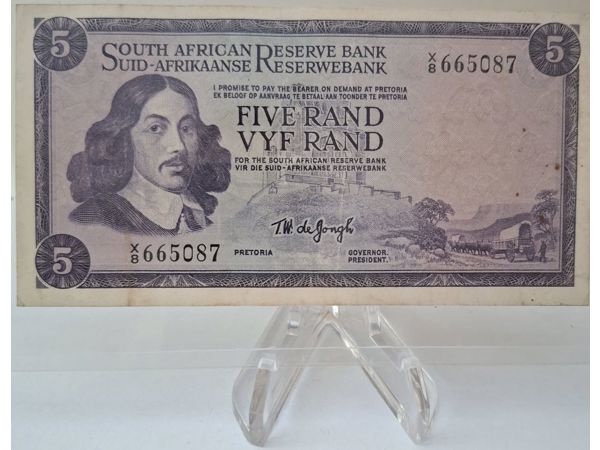 5 5
SOUTH AFRICAN RESERVE BANK
SUID-AFRIKAANSE RESERWEBANK
X/8 665087
I PROMISE TO PAY THE BEARER ON DEMAND AT PRETORIA
EK BELOOF OP AANVRAAG TE BETAAL AAN TOONDER TE PRETORIA
FIVE RAND
VYF RAND
FOR THE SOUTH AFRICAN RESERVE BANK
VIR DIE SUID-AFRIKAANSE RESERWEBANK
T.W. de Jongh
X/8 665087
PRETORIA
GOVERNOR.
PRESIDENT.
5 5